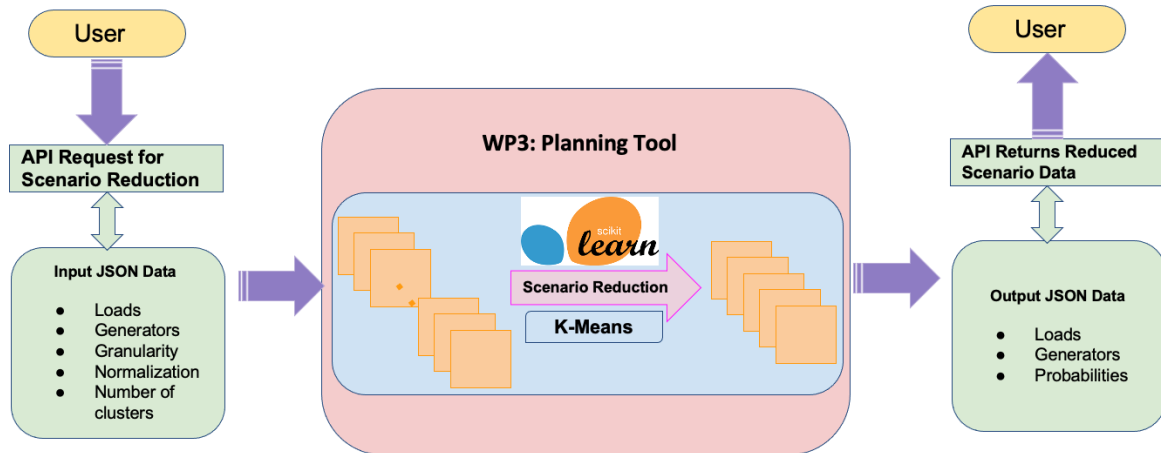 User
API Request for
Scenario Reduction
Input JSON Data
● Loads
● Generators
● Granularity
● Normalization
● Number of
clusters
WP3: Planning Tool
scikit
learn
Scenario Reduction
K-Means
User
API Returns Reduced
Scenario Data
Output JSON Data
● Loads
● Generators
● Probabilities